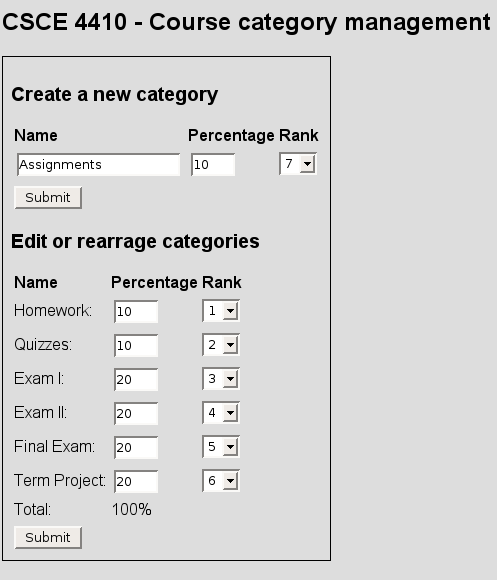 CSCE 4410 - Course category management
Create a new category
Name Percentage Rank
Assignments 10 7
Submit
Edit or rearrage categories
Name Percentage Rank
Homework: 10 1
Quizzes: 10 2
Exam I: 20 3
Exam II: 20 4
Final Exam: 20 5
Term Project: 20 6
Total: 100%
Submit